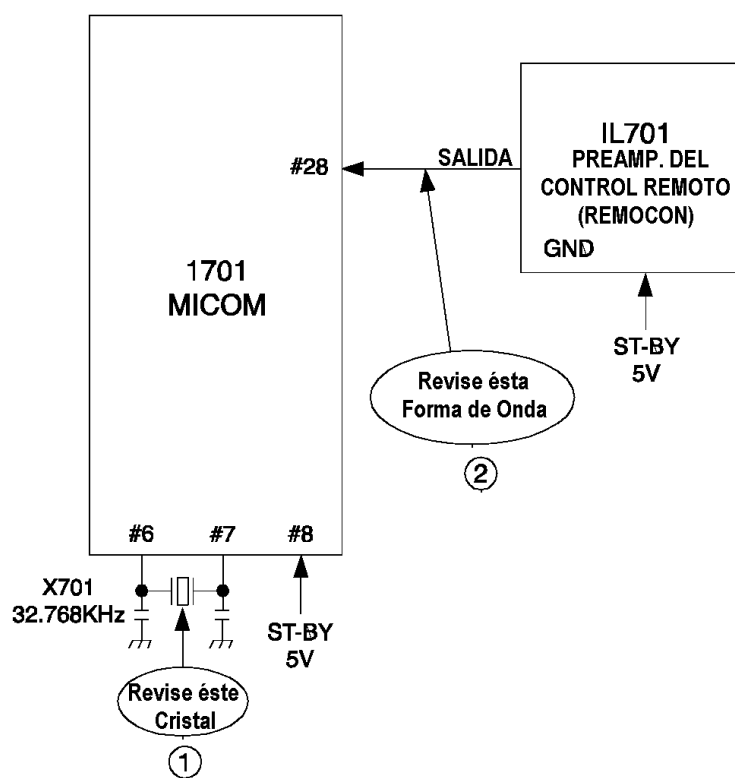 IL701
PREAMP. DEL
CONTROL REMOTO
(REMOCON)
GND
#28
SALIDA
1701
MICOM
ST-BY
5V
Revise ésta
Forma de Onda
2
#6
#7
#8
X701
32.768KHz
ST-BY
5V
Revise éste
Cristal
1